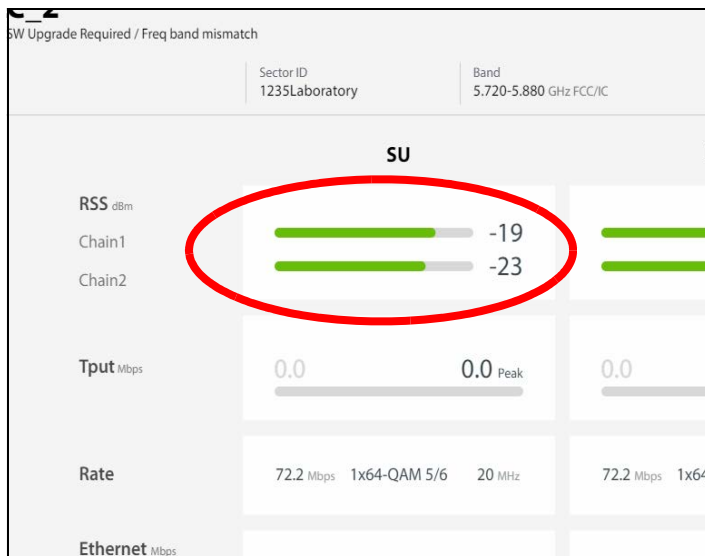 C_2
SW Upgrade Required / Freq band mismatch
Sector ID
1235Laboratory
Band
5.720-5.880 GHz FCC/IC
SU
RSS dBm
Chain1
-19
Chain2
-23
Tput Mbps
0.0
0.0 Peak
0.0
Rate
72.2 Mbps 1x64-QAM 5/6 20 MHz
72.2 Mbps 1x64
Ethernet Mbps